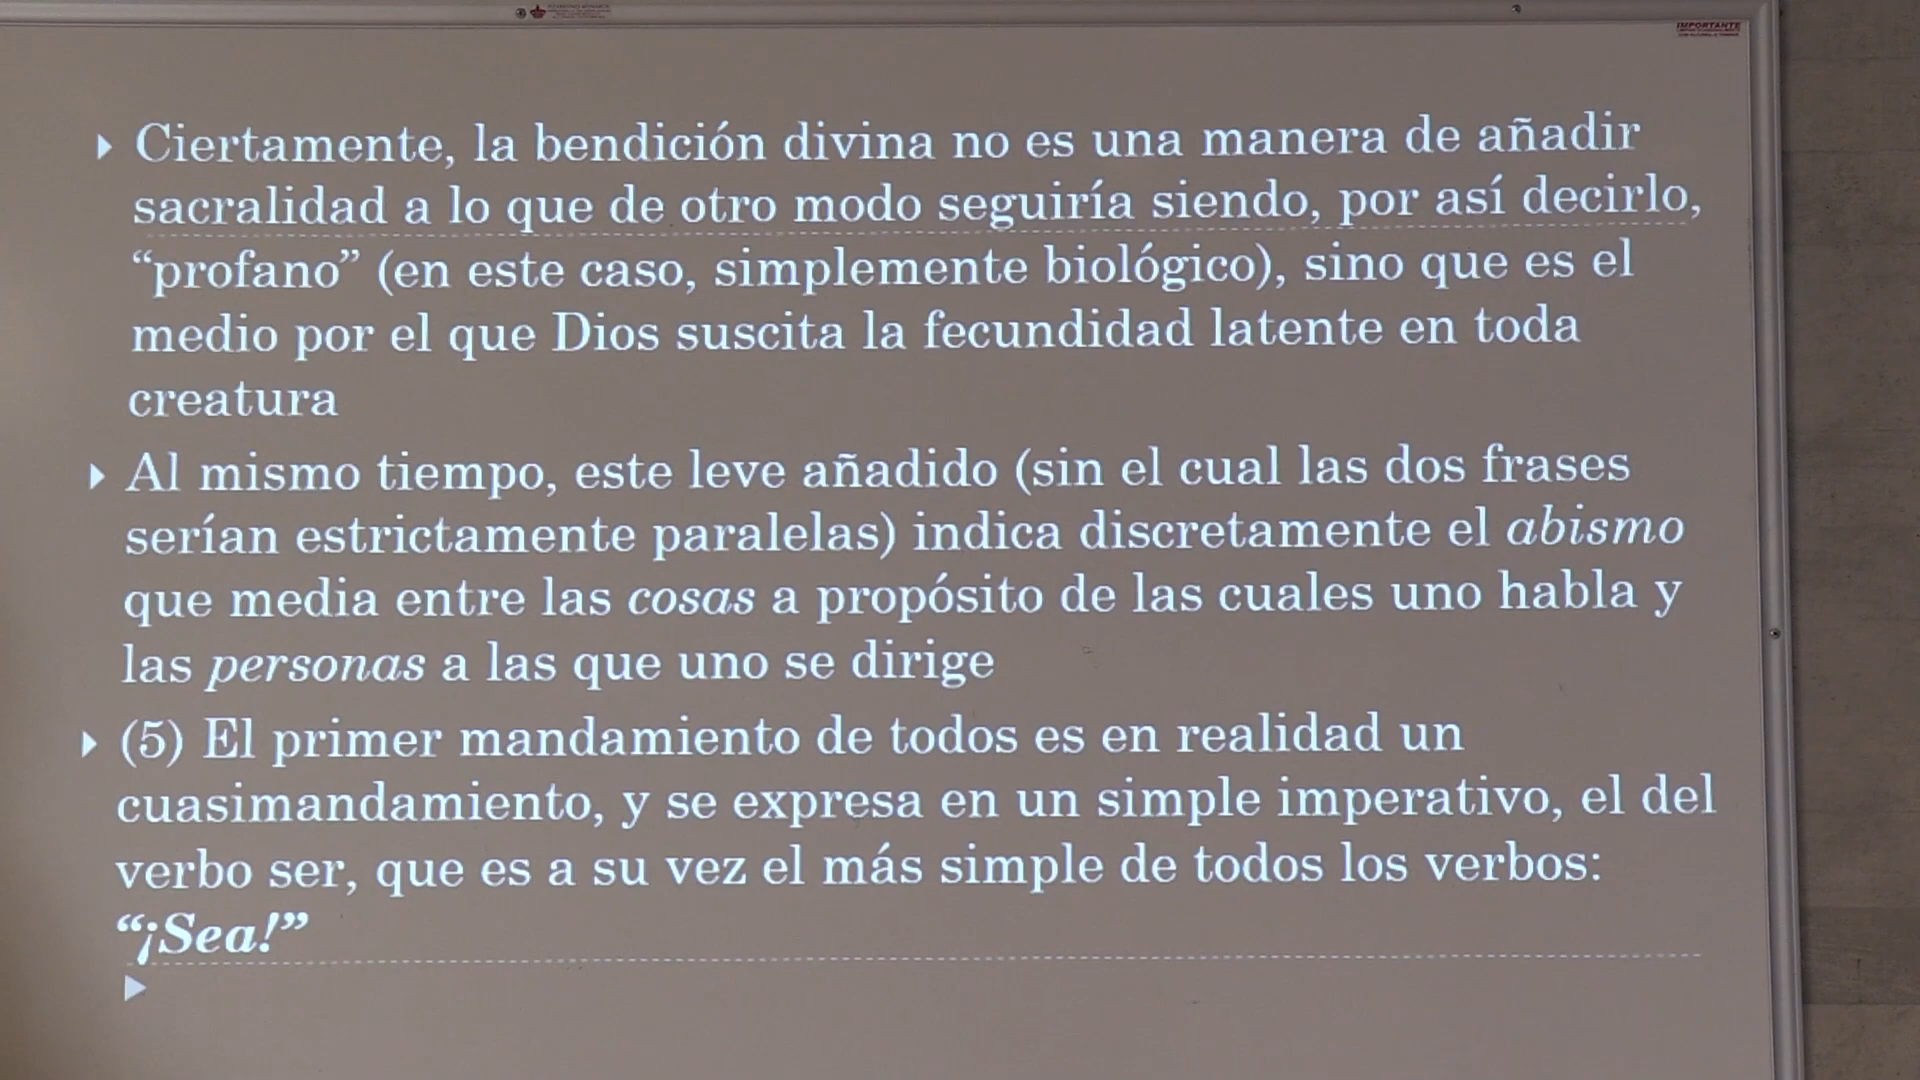 IMPORTANTE
Ciertamente, la bendición divina no es una manera de añadir
sacralidad a lo que de otro modo seguiría siendo, por así decirlo,
“profano” (en este caso, simplemente biológico), sino que es el
medio por el que Dios suscita la fecundidad latente en toda
creatura
Al mismo tiempo, este leve añadido (sin el cual las dos frases
serían estrictamente paralelas) indica discretamente el abismo
que media entre las cosas a propósito de las cuales uno habla y
las personas a las que uno se dirige
(5) El primer mandamiento de todos es en realidad un
cuasimandamiento, y se expresa en un simple imperativo, el del
verbo ser, que es a su vez el más simple de todos los verbos:
“¡Sea!”